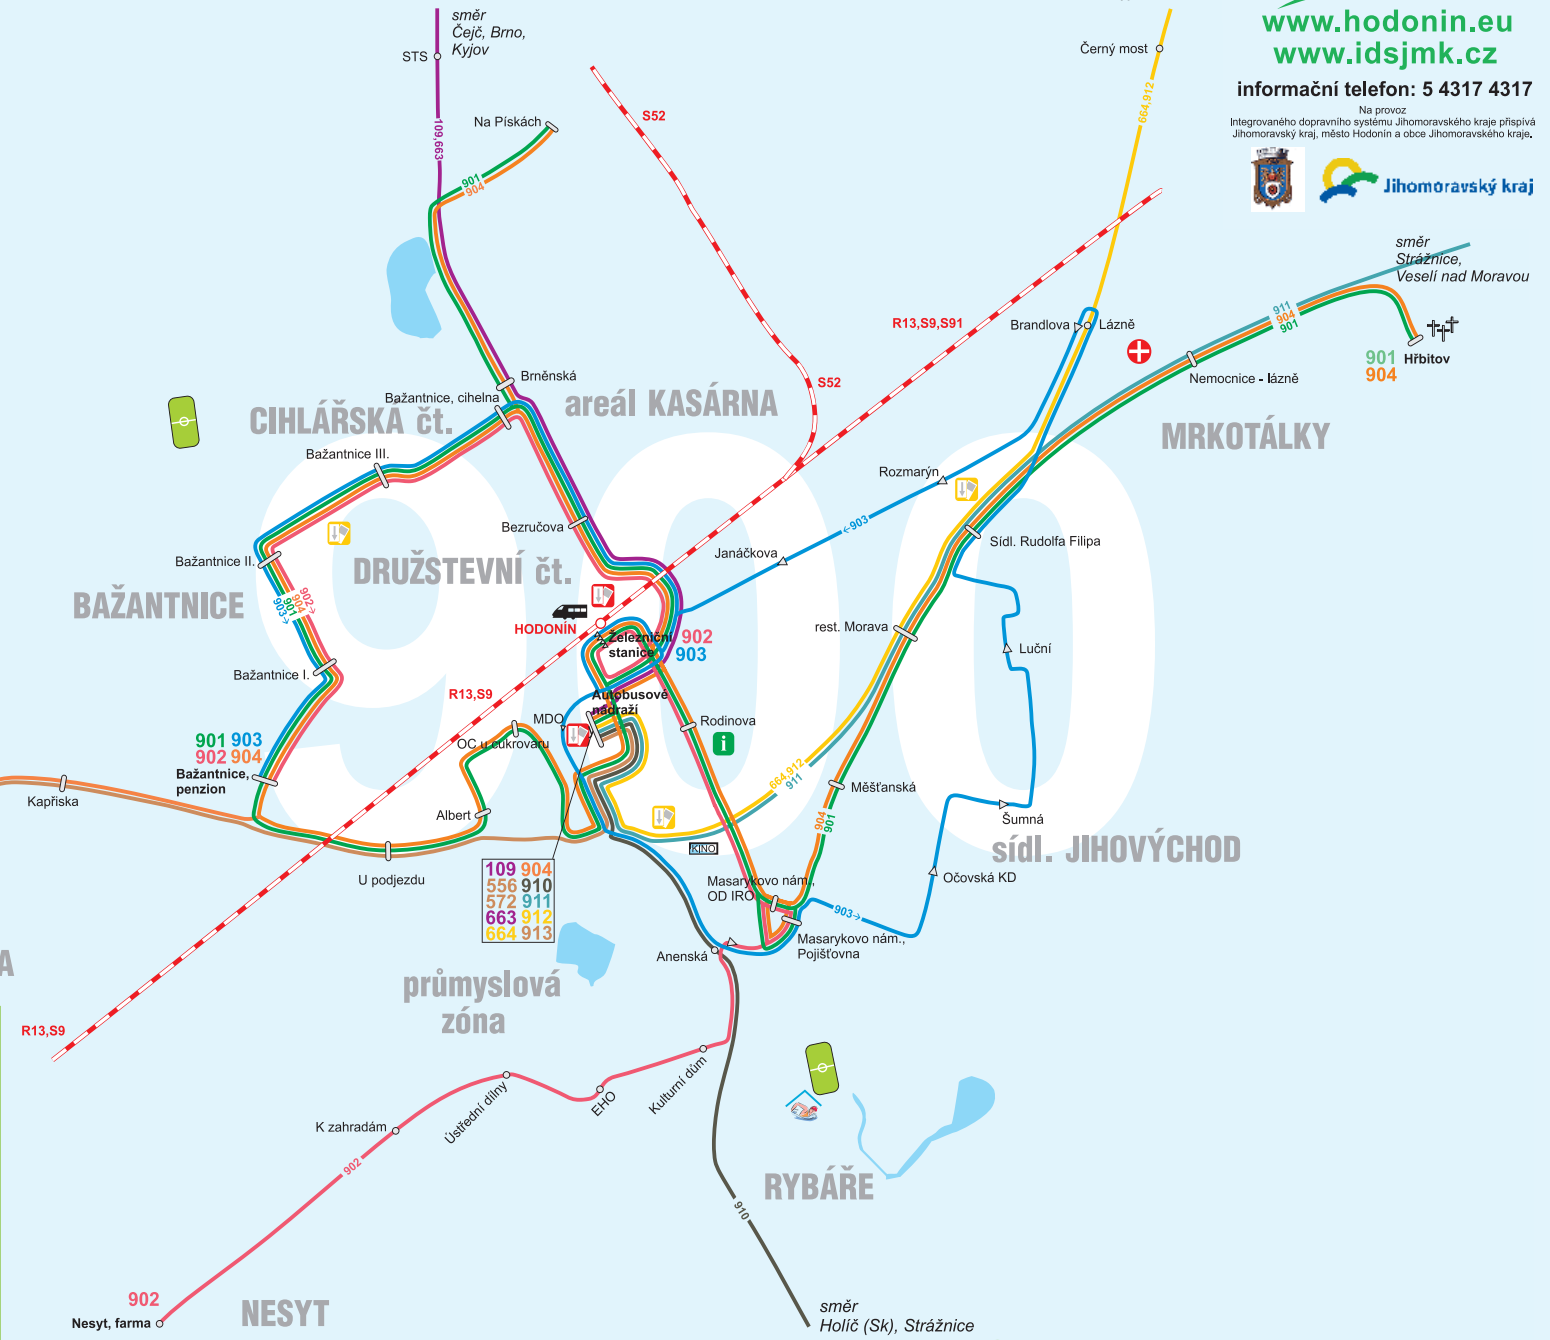 směr
Čejč, Brno,
Kyjov
STS
109,663
Na Pískách
901
904
S52
Černý most
664,912
www.hodonin.eu
www.idsjmk.cz
informační telefon: 5 4317 4317
Na provoz
Integrovaného dopravního systému Jihomoravského kraje přispívá
Jihomoravský kraj, město Hodonín a obce Jihomoravského kraje.
Jihomoravský kraj
směr
Strážnice,
Veselí nad Moravou
R13,S9,S91
Brandlova
Lázně
911
904
901
901
904
Hřbitov
Nemocnice - lázně
MRKOTÁLKY
S52
Brněnská
Bažantnice, cihelna
areál KASÁRNA
CIHLÁŘSKÁ čt.
Bažantnice III.
900
Rozmarýn
Bezručova
←903
Sídl. Rudolfa Filipa
Janáčkova
Bažantnice II.
DRUŽSTEVNÍ čt.
BAŽANTNICE
902→
904
901
903→
HODONÍN
Železniční
stanice
902
903
rest. Morava
Luční
Bažantnice I.
R13,S9
Autobusové
nádraží
MDO
Rodinova
i
OC u cukrovaru
901 903
902 904
Bažantnice,
penzion
Kapřiska
664,912
911
Měšťanská
Albert
904
901
Šumná
KINO
sídl. JIHOVÝCHOD
U podjezdu
109 904
556 910
572 911
663 912
664 913
Masarykovo nám.,
OD IRO
Očovská KD
903→
Masarykovo nám.,
Pojišťovna
Anenská
A
průmyslová
zóna
R13,S9
Kulturní dům
EHO
Ústřední dílny
K zahradám
902
RYBÁŘE
910
902
Nesyt, farma
NESYT
směr
Holíč (Sk), Strážnice